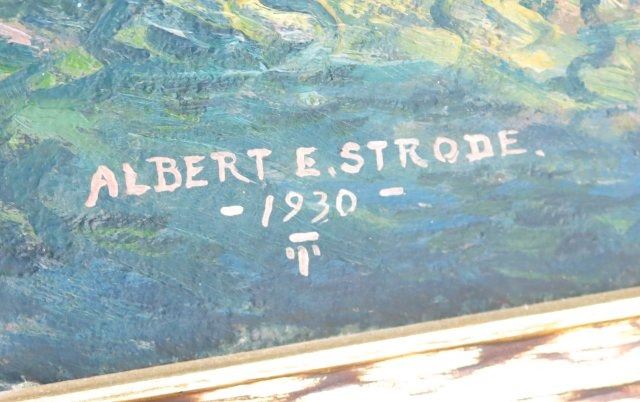 ALBERT E. STRODE.
- 1930 -